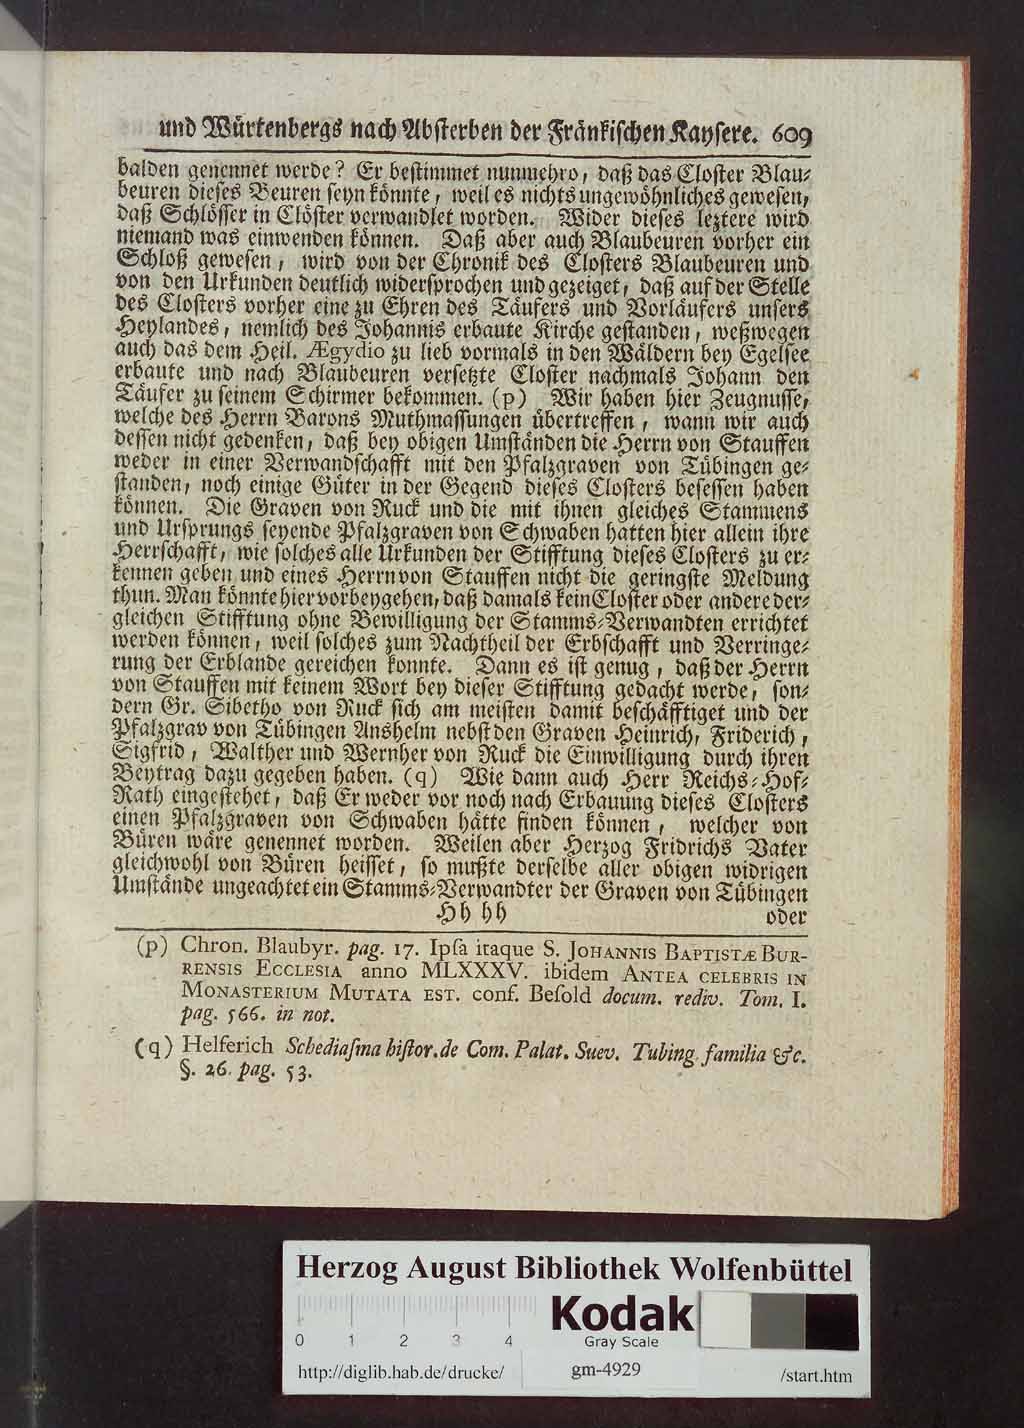 und Würtenbergs nach Absterben der Fränkischen Kaysere. 609
balden genennet werde? Er bestimmet nunmehro, daß das Closter Blau-
beuren dieses Beuren seyn könnte, weil es nichts ungewöhnliches gewesen,
daß Schlösser in Clöster verwandlet worden. Wider dieses leztere wird
niemand was einwenden können. Daß aber auch Blaubeuren vorher ein
Schloß gewesen, wird von der Chronik des Closters Blaubeuren und
von den Urkunden deutlich widersprochen und gezeiget, daß auf der Stelle
des Closters vorher eine zu Ehren des Täufers und Vorläufers unsers
Heylandes, nemlich des Johannis erbaute Kirche gestanden, weßwegen
auch das dem Heil. Ægydio zu lieb vormals in den Wäldern bey Egelsee
erbaute und nach Blaubeuren versetzte Closter nachmals Johann den
Täufer zu seinem Schirmer bekommen. (p) Wir haben hier Zeugnusse,
welche des Herrn Barons Muthmassungen übertreffen, wann wir auch
dessen nicht gedenken, daß bey obigen Umständen die Herrn von Stauffen
weder in einer Verwandschafft mit den Pfalzgraven von Tübingen ge-
standen, noch einige Güter in der Gegend dieses Closters besessen haben
können. Die Graven von Ruck und die mit ihnen gleiches Stammens
und Ursprungs seyende Pfalzgraven von Schwaben hatten hier allein ihre
Herrschafft, wie solches alle Urkunden der Stifftung dieses Closters zu er-
kennen geben und eines Herrn von Stauffen nicht die geringste Meldung
thun. Man könnte hier vorbeygehen, daß damals kein Closter oder andere der-
gleichen Stifftung ohne Bewilligung der Stamms-Verwandten errichtet
werden können, weil solches zum Nachtheil der Erbschafft und Verringe-
rung der Erblande gereichen konnte. Dann es ist genug, daß der Herrn
von Stauffen mit keinem Wort bey dieser Stifftung gedacht werde, son-
dern Gr. Sibetho von Ruck sich am meisten damit beschäfftiget und der
Pfalzgrav von Tübingen Anshelm nebst den Graven Heinrich, Friderich,
Sigfrid, Walther und Wernher von Ruck die Einwilligung durch ihren
Beytrag dazu gegeben haben. (q) Wie dann auch Herr Reichs-Hof-
Rath eingestehet, daß Er weder vor noch nach Erbauung dieses Closters
einen Pfalzgraven von Schwaben hätte finden können, welcher von
Büren wäre genennet worden. Weilen aber Herzog Fridrichs Vater
gleichwohl von Büren heisset, so mußte derselbe aller obigen widrigen
Umstände ungeachtet ein Stamms-Verwandter der Graven von Tübingen
Hh hh oder
(p) Chron. Blaubyr. pag. 17. Ipſa itaque S. JOHANNIS BAPTISTÆ BUR-
RENSIS ECCLESIA anno MLXXXV. ibidem ANTEA CELEBRIS IN
MONASTERIUM MUTATA EST. conf. Beſold docum. rediv. Tom. I.
pag. 566. in not.
(q) Helferich Schediaſma hiſtor. de Com. Palat. Suev. Tubing. familia &c.
§. 26. pag. 53.
Herzog August Bibliothek Wolfenbüttel
Kodak
Gray Scale
0 1 2 3 4
http://diglib.hab.de/drucke/ gm-4929 /start.htm